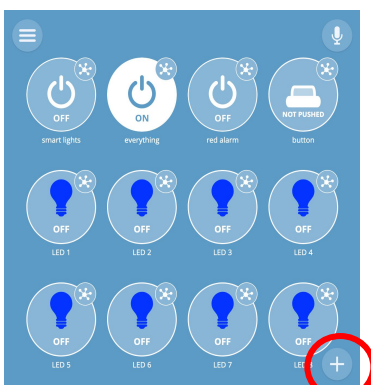 OFF ON OFF NOT PUSHED
smart lights everything red alarm button
OFF OFF OFF OFF
LED 1 LED 2 LED 3 LED 4
OFF OFF OFF OFF
LED 5 LED 6 LED 7 LED